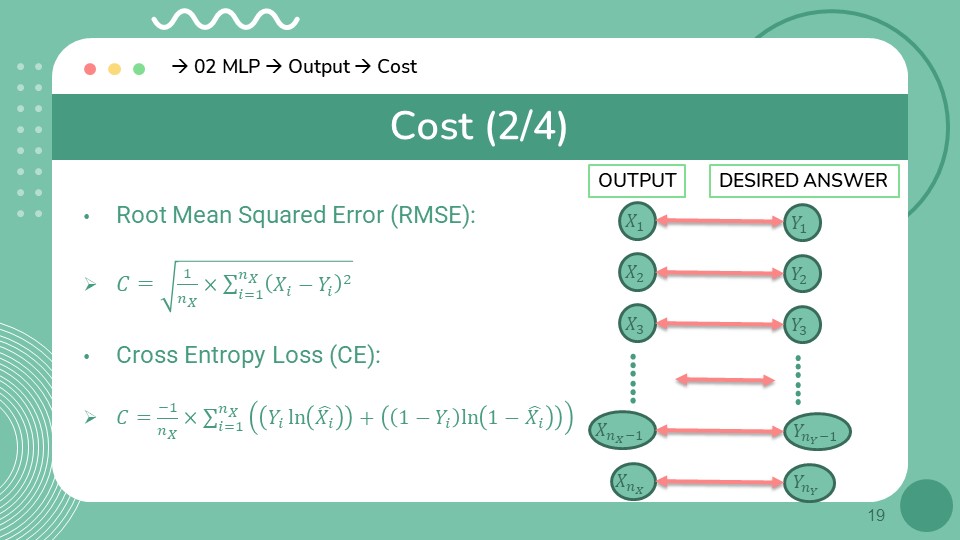 → 02 MLP → Output → Cost
Cost (2/4)
OUTPUT DESIRED ANSWER
• Root Mean Squared Error (RMSE):
➢ $C = \sqrt{\frac{1}{n_X} \times \sum_{i=1}^{n_X} (X_i - Y_i)^2}$
• Cross Entropy Loss (CE):
➢ $C = \frac{-1}{n_X} \times \sum_{i=1}^{n_X} \left( \left( Y_i \ln\left(\widehat{X_i}\right) \right) + \left( (1 - Y_i) \ln\left(1 - \widehat{X_i}\right) \right) \right)$
$X_1$ $Y_1$
$X_2$ $Y_2$
$X_3$ $Y_3$
$X_{n_X-1}$ $Y_{n_Y-1}$
$X_{n_X}$ $Y_{n_Y}$
19